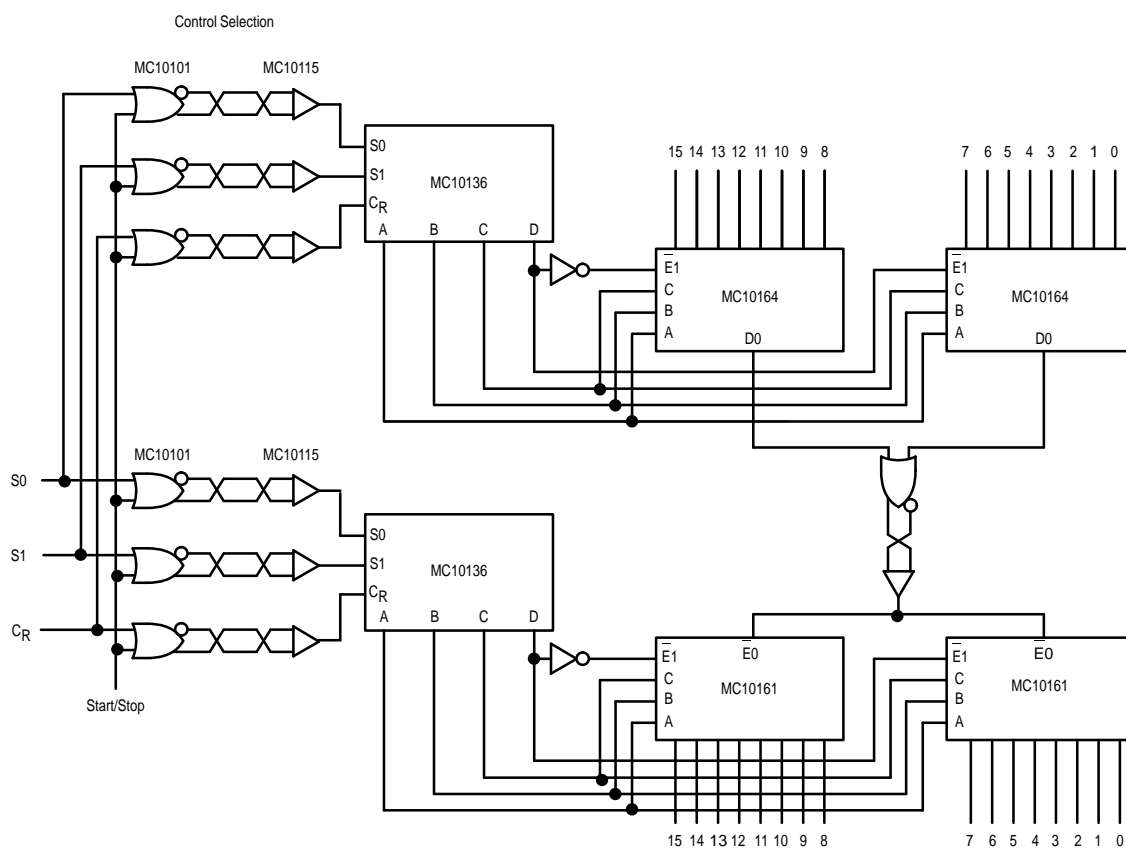 Control Selection
MC10101 MC10115
S0
S1
CR
MC10136
A B C D
15 14 13 12 11 10 9 8
7 6 5 4 3 2 1 0
E1
C
B
A
MC10164
D0
E1
C
B
A
MC10164
D0
MC10101 MC10115
S0
S1
CR
Start/Stop
S0
S1
CR
MC10136
A B C D
E1
C
B
A
E0
MC10161
E1
C
B
A
E0
MC10161
15 14 13 12 11 10 9 8
7 6 5 4 3 2 1 0